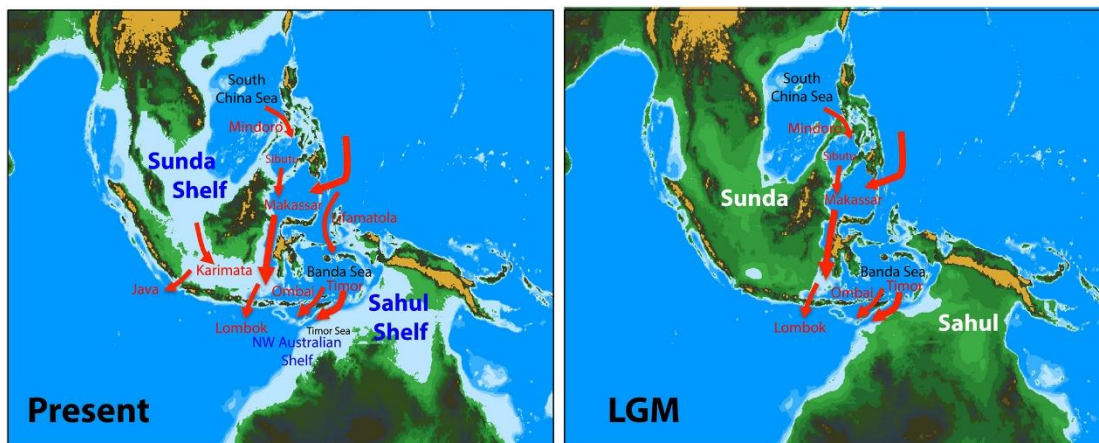 South
China Sea
Mindoro
Sibutu
Sunda
Shelf
Makassar
Lifamatola
Karimata
Banda Sea
Java
Ombai
Timor
Sahul
Shelf
Lombok
Timor Sea
NW Australian
Shelf
Present
South
China Sea
Mindoro
Sibutu
Sunda
Makassar
Banda Sea
Ombai
Timor
Lombok
Sahul
LGM